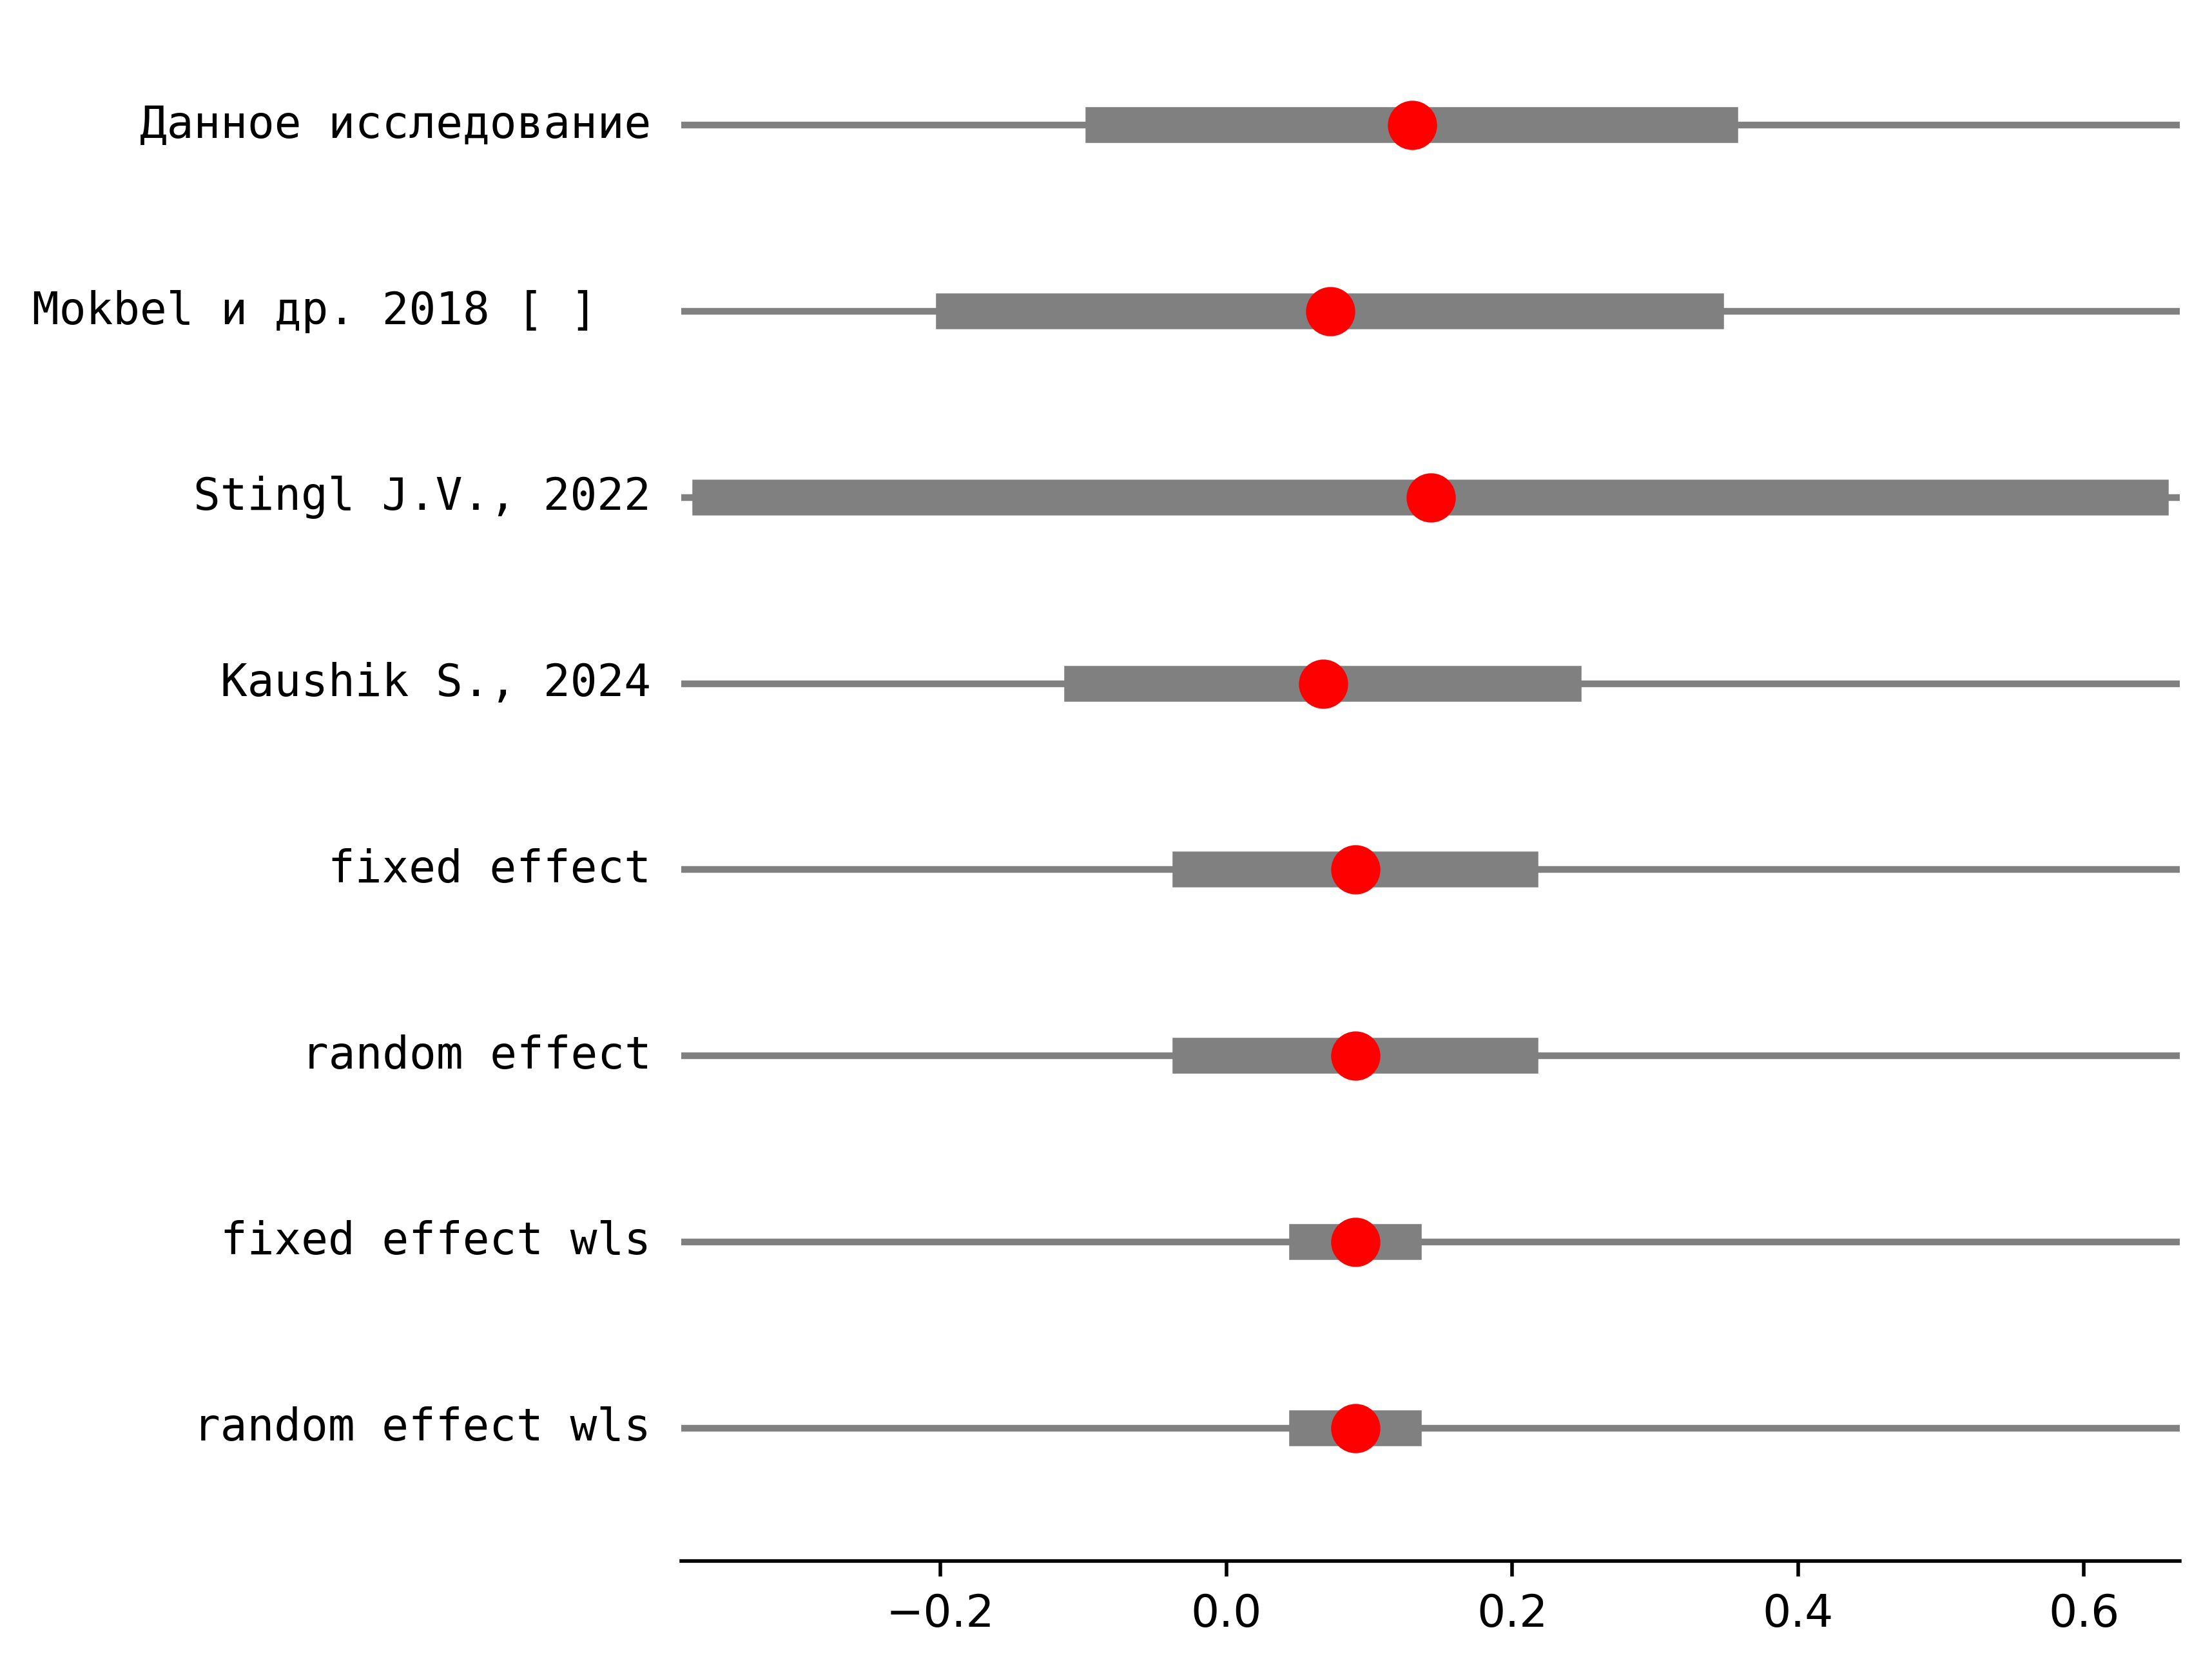 Данное исследование
Mokbel и др. 2018 [ ]
Stingl J.V., 2022
Kaushik S., 2024
fixed effect
random effect
fixed effect wls
random effect wls
−0.2 0.0 0.2 0.4 0.6